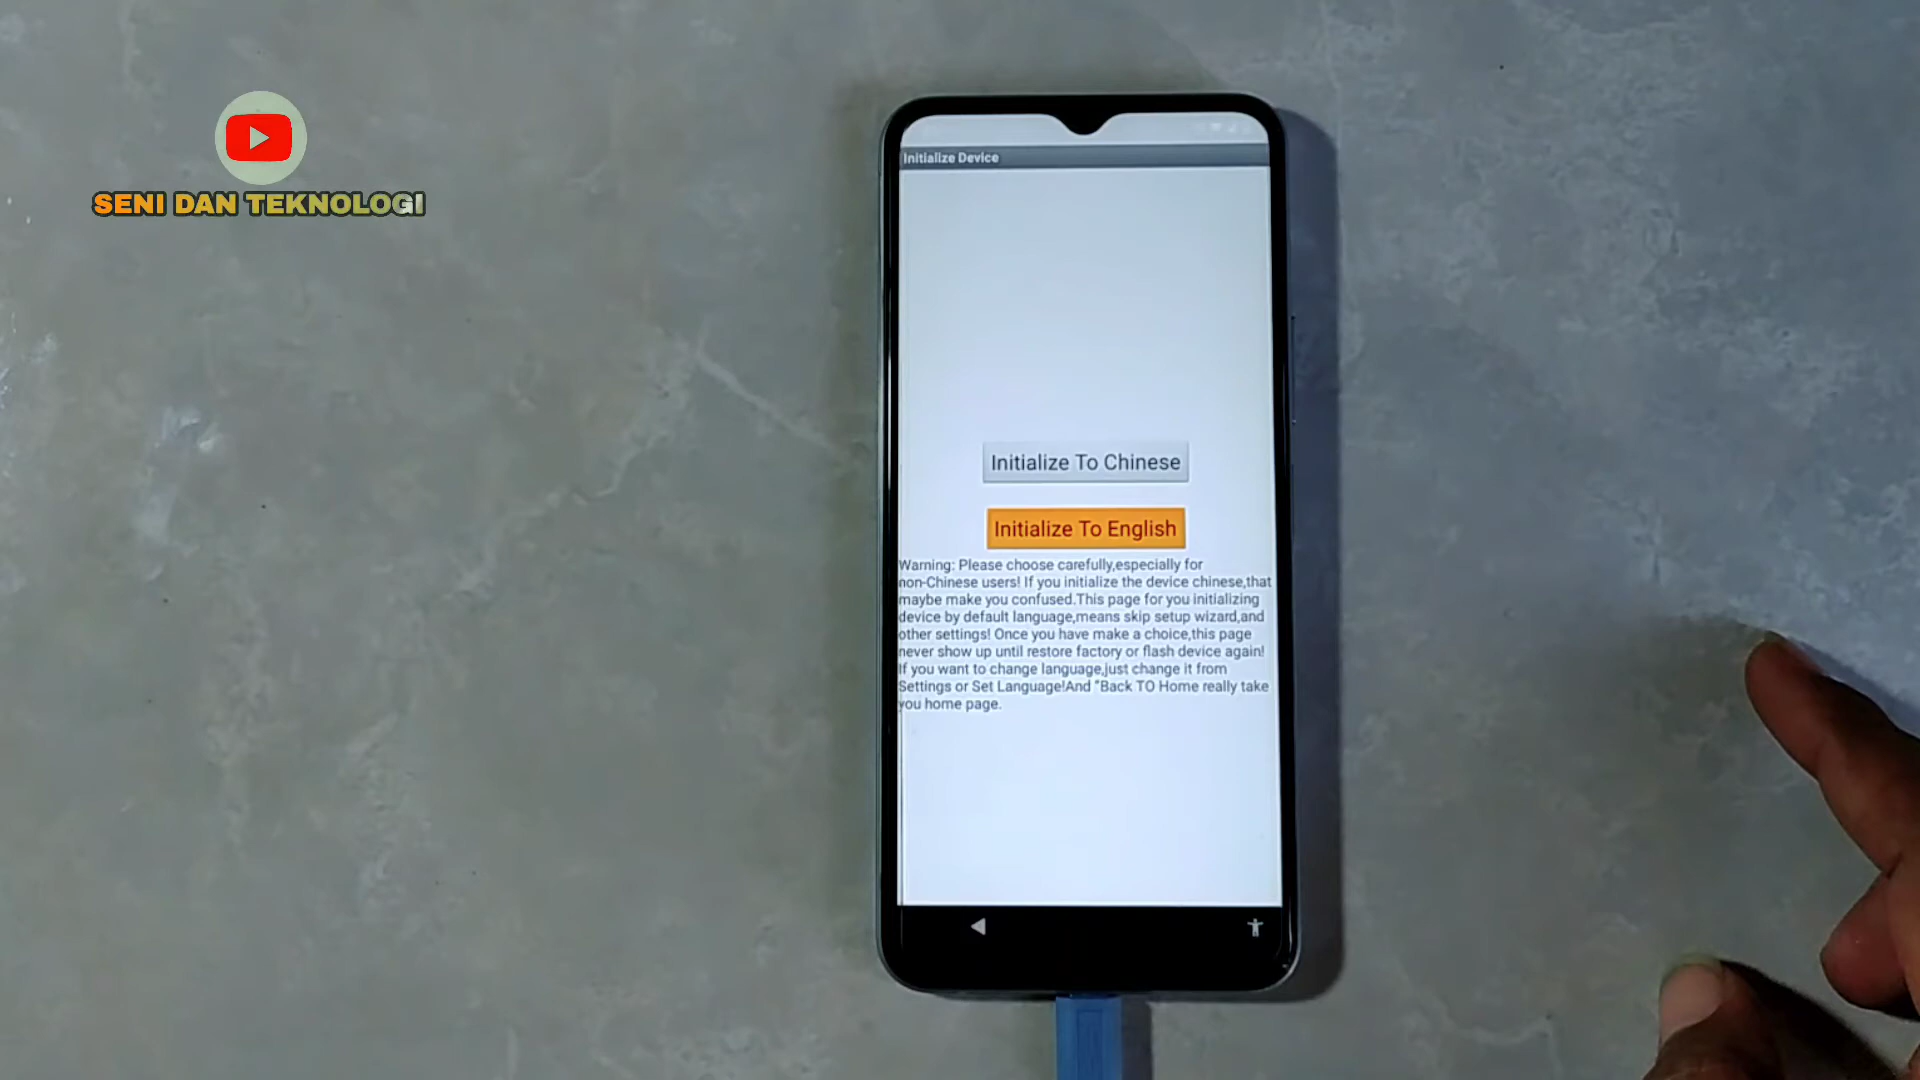 SENI DAN TEKNOLOGI
Initialize Device
Initialize To Chinese
Initialize To English
Warning: Please choose carefully,especially for
non-Chinese users! If you initialize the device chinese,that
maybe make you confused.This page for you initializing
device by default language,means skip setup wizard,and
other settings! Once you have make a choice,this page
never show up until restore factory or flash device again!
If you want to change language,just change it from
Settings or Set Language!And "Back TO Home really take
you home page.